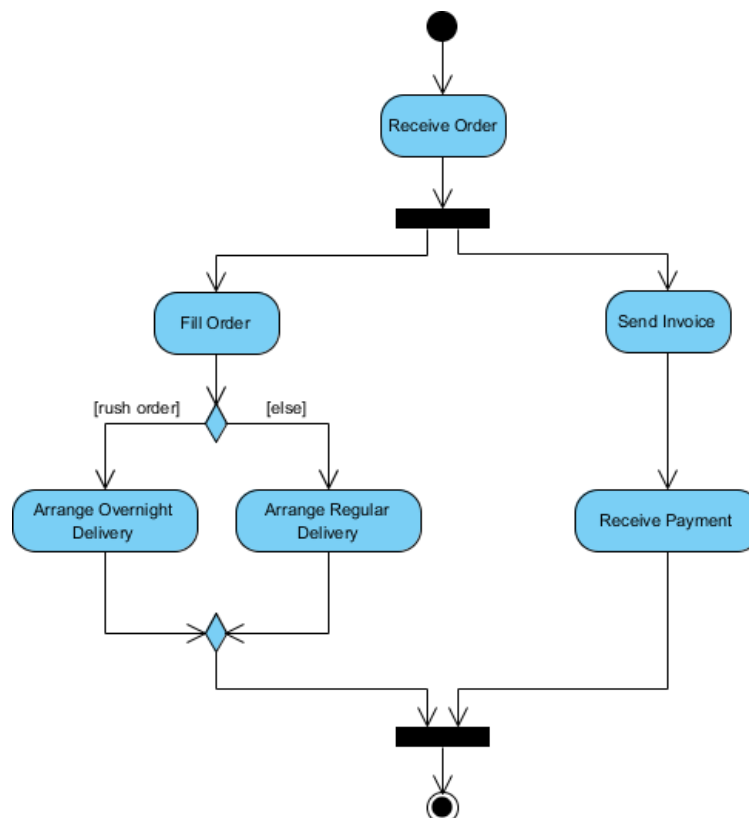 Receive Order
Fill Order
Send Invoice
[rush order]
[else]
Arrange Overnight
Delivery
Arrange Regular
Delivery
Receive Payment